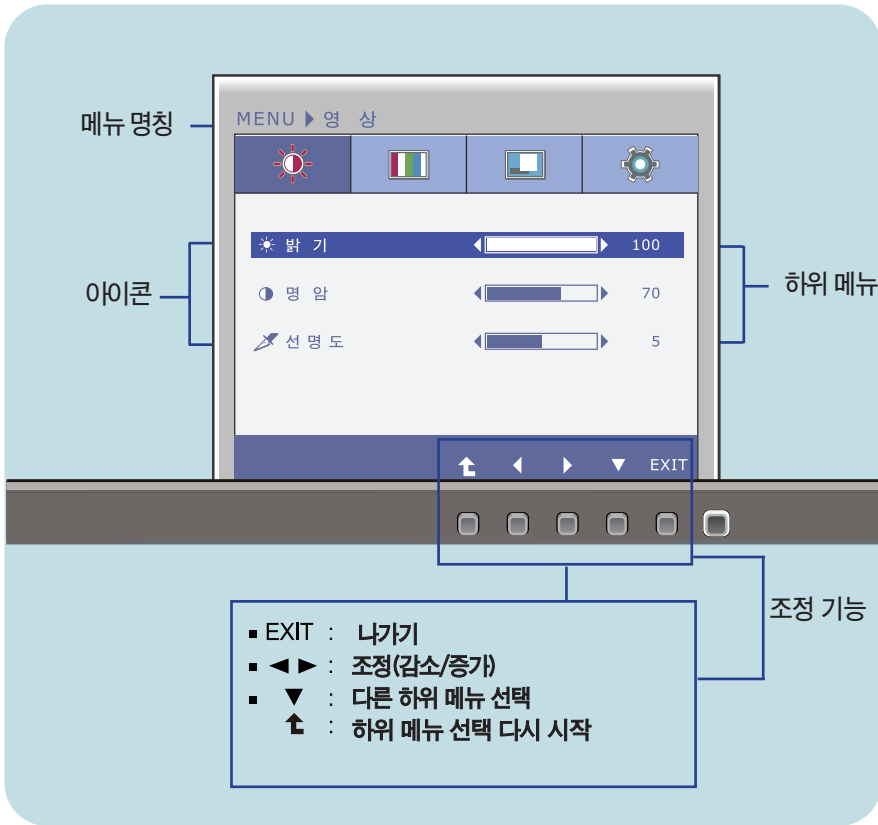 메뉴 명칭
MENU ▶ 영 상
아이콘
밝 기 100
명 암 70
선 명 도 5
하위 메뉴
EXIT
조정 기능
■ EXIT : 나가기
■ ◀ ▶ : 조정(감소/증가)
■ ▼ : 다른 하위 메뉴 선택
: 하위 메뉴 선택 다시 시작